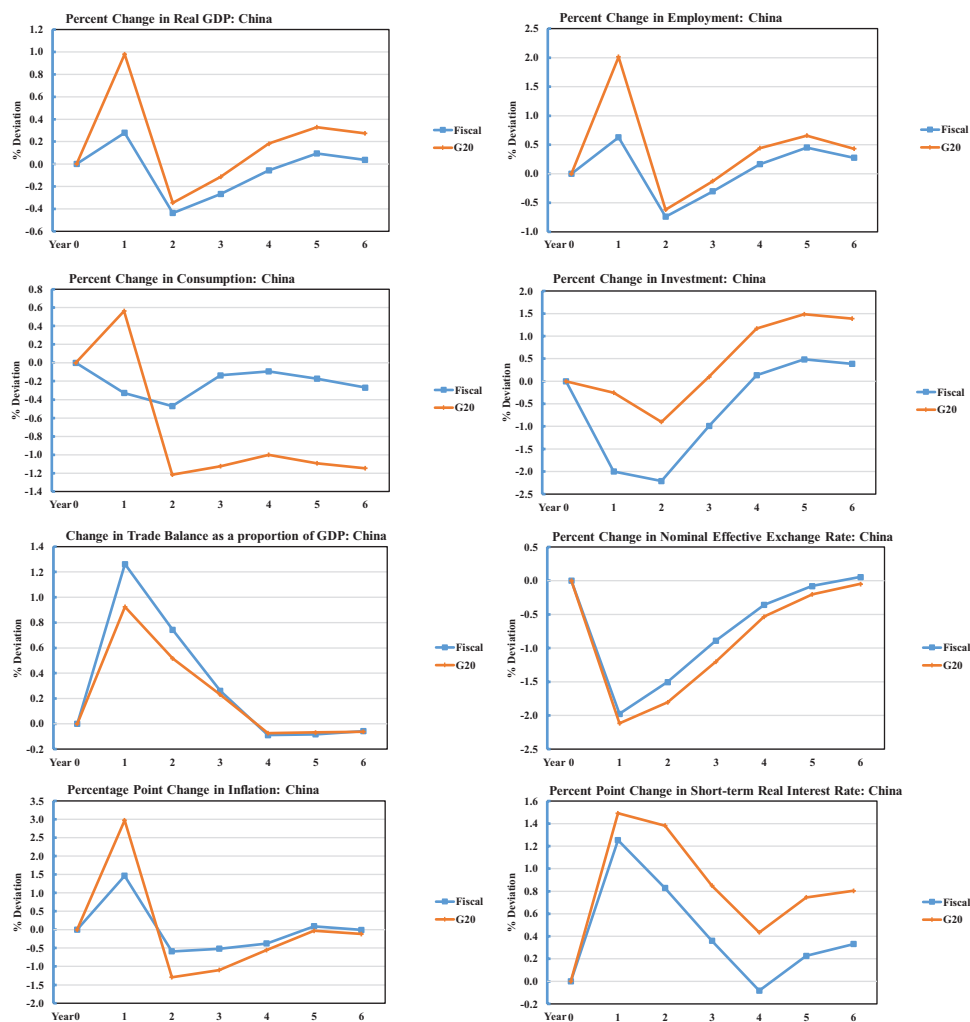 Percent Change in Real GDP: China
1.2
1.0
0.8
0.6
0.4
0.2
0.0
-0.2
-0.4
-0.6
% Deviation
Year 0 1 2 3 4 5 6
Fiscal
G20
Percent Change in Employment: China
2.5
2.0
1.5
1.0
0.5
0.0
-0.5
-1.0
% Deviation
Year 0 1 2 3 4 5 6
Fiscal
G20
Percent Change in Consumption: China
0.8
0.6
0.4
0.2
0.0
-0.2
-0.4
-0.6
-0.8
-1.0
-1.2
-1.4
% Deviation
Year 0 1 2 3 4 5 6
Fiscal
G20
Percent Change in Investment: China
2.0
1.5
1.0
0.5
0.0
-0.5
-1.0
-1.5
-2.0
-2.5
% Deviation
Year 0 1 2 3 4 5 6
Fiscal
G20
Change in Trade Balance as a proportion of GDP: China
1.4
1.2
1.0
0.8
0.6
0.4
0.2
0.0
-0.2
% Deviation
Year 0 1 2 3 4 5 6
Fiscal
G20
Percent Change in Nominal Effective Exchange Rate: China
0.0
-0.5
-1.0
-1.5
-2.0
-2.5
% Deviation
Year 0 1 2 3 4 5 6
Fiscal
G20
Percentage Point Change in Inflation: China
3.5
3.0
2.5
2.0
1.5
1.0
0.5
0.0
-0.5
-1.0
-1.5
-2.0
% Deviation
Year 0 1 2 3 4 5 6
Fiscal
G20
Percent Point Change in Short-term Real Interest Rate: China
1.6
1.4
1.2
1.0
0.8
0.6
0.4
0.2
0.0
-0.2
% Deviation
Year 0 1 2 3 4 5 6
Fiscal
G20